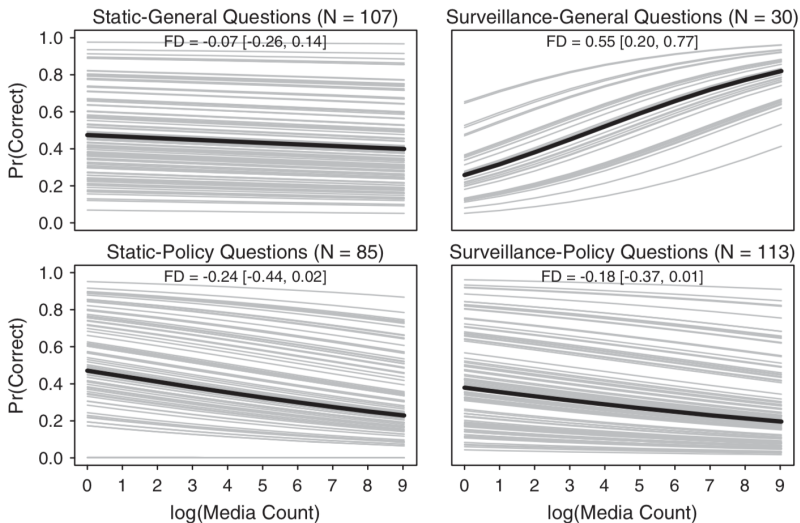 Static-General Questions (N = 107)
FD = -0.07 [-0.26, 0.14]
Pr(Correct)
1.0
0.8
0.6
0.4
0.2
0.0
Surveillance-General Questions (N = 30)
FD = 0.55 [0.20, 0.77]
Static-Policy Questions (N = 85)
FD = -0.24 [-0.44, 0.02]
Pr(Correct)
1.0
0.8
0.6
0.4
0.2
0.0
0 1 2 3 4 5 6 7 8 9
log(Media Count)
Surveillance-Policy Questions (N = 113)
FD = -0.18 [-0.37, 0.01]
0 1 2 3 4 5 6 7 8 9
log(Media Count)